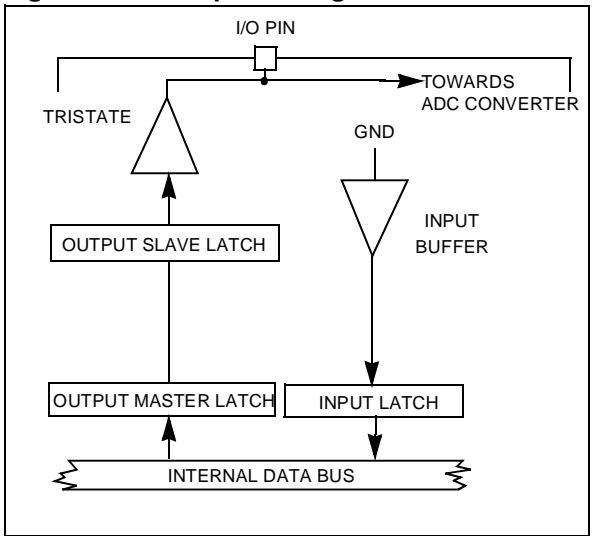 I/O PIN
TOWARDS
ADC CONVERTER
TRISTATE
GND
INPUT
BUFFER
OUTPUT SLAVE LATCH
OUTPUT MASTER LATCH
INPUT LATCH
INTERNAL DATA BUS